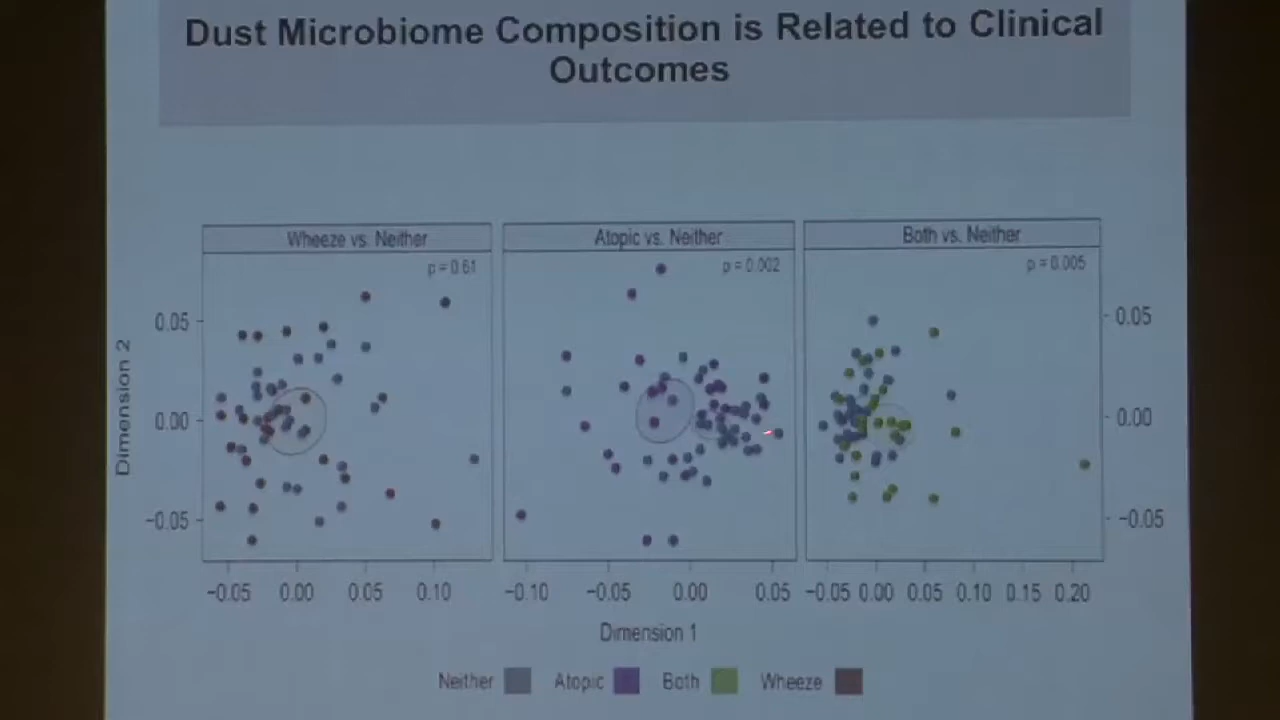 Dust Microbiome Composition is Related to Clinical
Outcomes
Wheeze vs. Neither
Atopic vs. Neither
Both vs. Neither
p = 0.61
p = 0.002
p = 0.005
Dimension 2
0.05
0.00
−0.05
0.05
0.00
−0.05
−0.05 0.00 0.05 0.10
−0.10 −0.05 0.00 0.05
−0.05 0.00 0.05 0.10 0.15 0.20
Dimension 1
Neither Atopic Both Wheeze